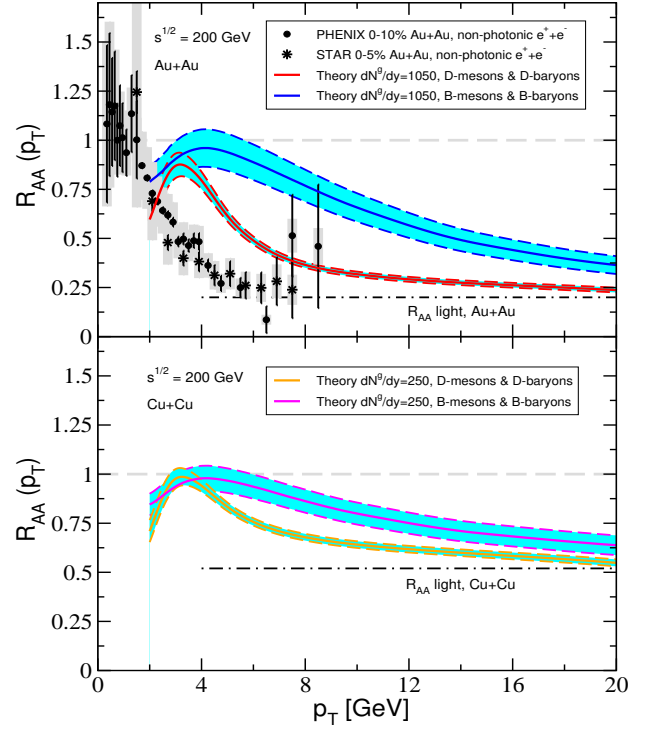 1.5
1.25
1
0.75
0.5
0.25
0
R_AA (p_T)
s^1/2 = 200 GeV
Au+Au
PHENIX 0-10% Au+Au, non-photonic e^+ + e^-
STAR 0-5% Au+Au, non-photonic e^+ + e^-
Theory dN^g/dy=1050, D-mesons & D-baryons
Theory dN^g/dy=1050, B-mesons & B-baryons
R_AA light, Au+Au
1.5
1.25
1
0.75
0.5
0.25
R_AA (p_T)
s^1/2 = 200 GeV
Cu+Cu
Theory dN^g/dy=250, D-mesons & D-baryons
Theory dN^g/dy=250, B-mesons & B-baryons
R_AA light, Cu+Cu
0 4 8 12 16 20
p_T [GeV]